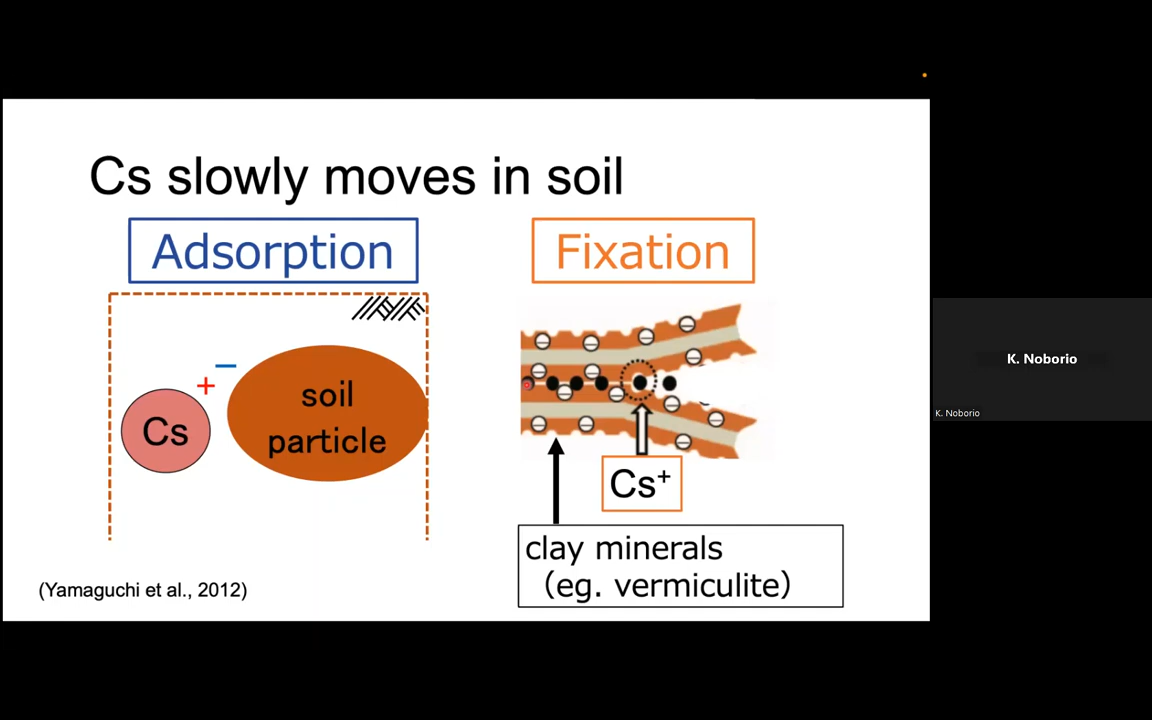 Cs slowly moves in soil
Adsorption
Fixation
+
−
Cs
soil
particle
Cs⁺
clay minerals
（eg. vermiculite）
(Yamaguchi et al., 2012)
K. Noborio
K. Noborio